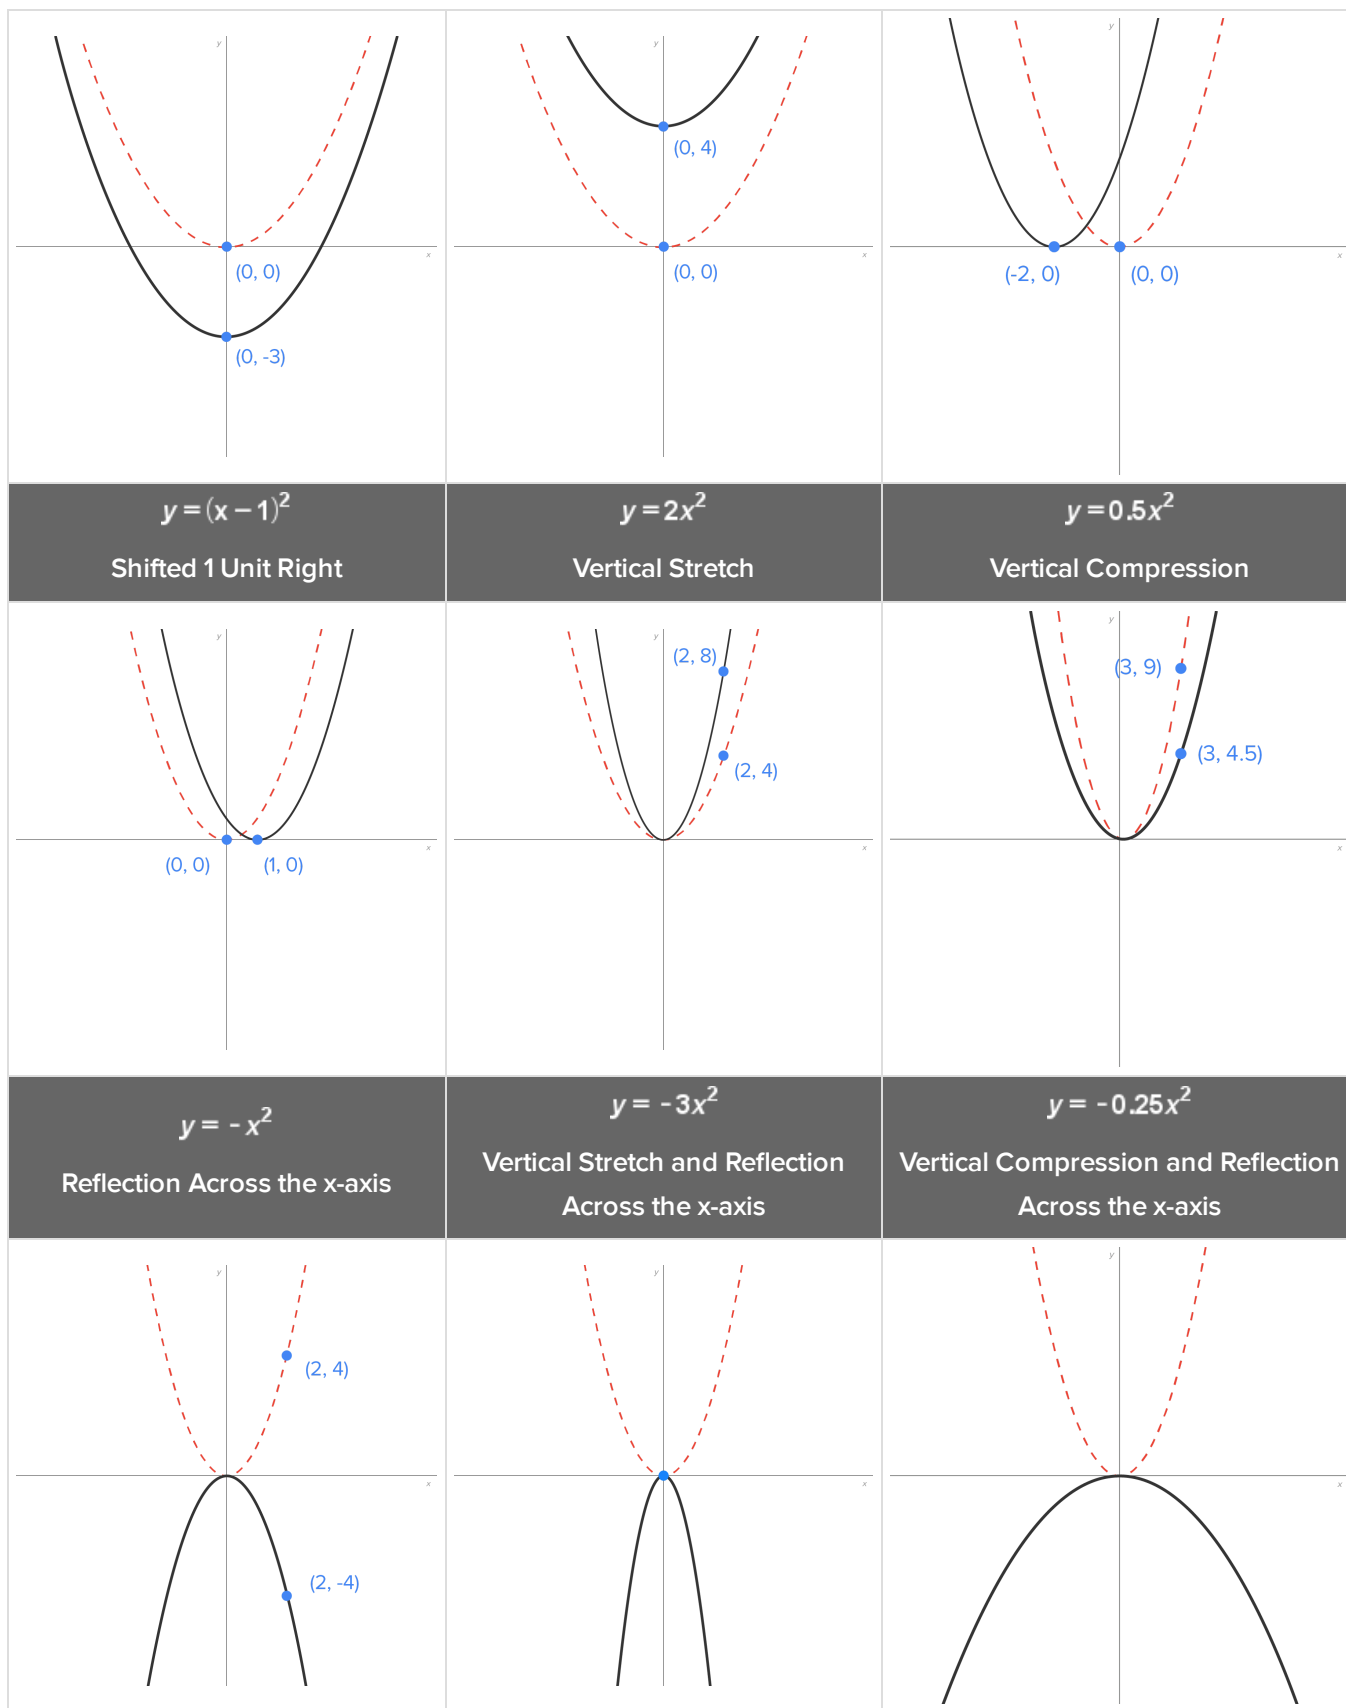 y
y
y
(0, 4)
x
x
x
(0, 0)
(0, 0)
(-2, 0)
(0, 0)
(0, -3)
y = (x − 1)²
Shifted 1 Unit Right
y = 2x²
Vertical Stretch
y = 0.5x²
Vertical Compression
y
y
y
(2, 8)
(3, 9)
(2, 4)
(3, 4.5)
x
x
x
(0, 0)
(1, 0)
y = - x²
Reflection Across the x-axis
y = -3x²
Vertical Stretch and Reflection
Across the x-axis
y = -0.25x²
Vertical Compression and Reflection
Across the x-axis
y
y
y
(2, 4)
x
x
x
(2, -4)